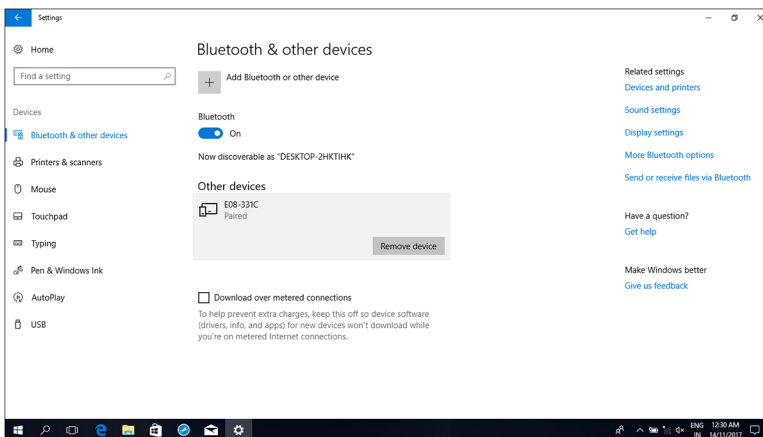 Settings
Home
Find a setting
Devices
Bluetooth & other devices
Printers & scanners
Mouse
Touchpad
Typing
Pen & Windows Ink
AutoPlay
USB
Bluetooth & other devices
Add Bluetooth or other device
Bluetooth
On
Now discoverable as "DESKTOP-2HKTIHK"
Other devices
E08-331C
Paired
Remove device
Download over metered connections
To help prevent extra charges, keep this off so device software
(drivers, info, and apps) for new devices won't download while
you're on metered Internet connections.
Related settings
Devices and printers
Sound settings
Display settings
More Bluetooth options
Send or receive files via Bluetooth
Have a question?
Get help
Make Windows better
Give us feedback
ENG 12:30 AM
IN 14/11/2017